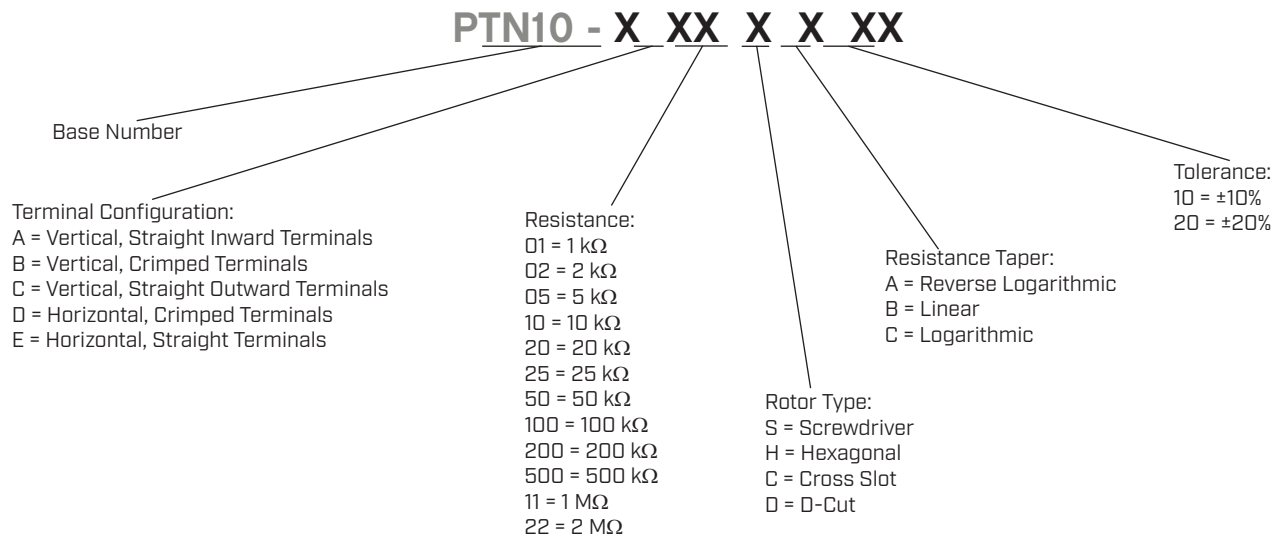 PTN10 - X XX X X XX
Base Number
Terminal Configuration:
A = Vertical, Straight Inward Terminals
B = Vertical, Crimped Terminals
C = Vertical, Straight Outward Terminals
D = Horizontal, Crimped Terminals
E = Horizontal, Straight Terminals
Resistance:
01 = 1 kΩ
02 = 2 kΩ
05 = 5 kΩ
10 = 10 kΩ
20 = 20 kΩ
25 = 25 kΩ
50 = 50 kΩ
100 = 100 kΩ
200 = 200 kΩ
500 = 500 kΩ
11 = 1 MΩ
22 = 2 MΩ
Rotor Type:
S = Screwdriver
H = Hexagonal
C = Cross Slot
D = D-Cut
Resistance Taper:
A = Reverse Logarithmic
B = Linear
C = Logarithmic
Tolerance:
10 = ±10%
20 = ±20%